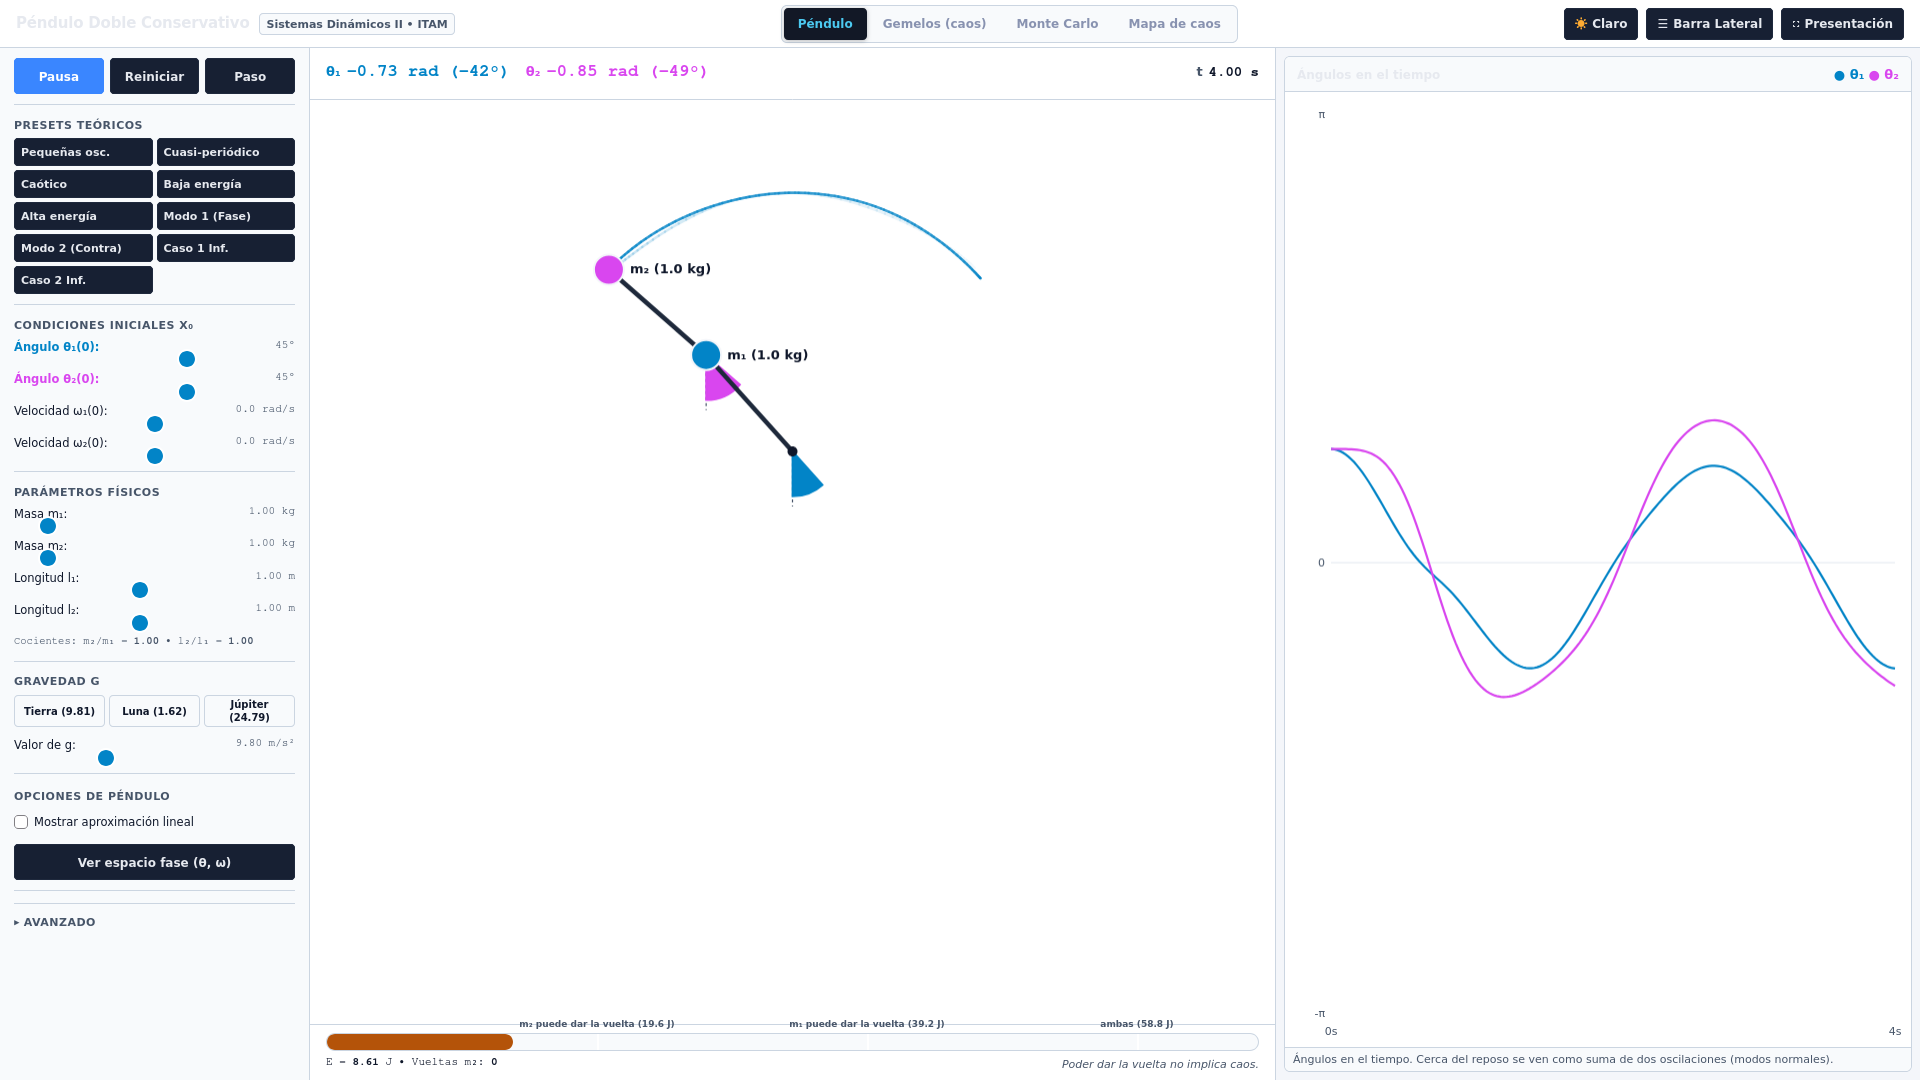 Péndulo Doble Conservativo
Sistemas Dinámicos II • ITAM
Péndulo
Gemelos (caos)
Monte Carlo
Mapa de caos
☀ Claro
☰ Barra Lateral
∷ Presentación
Pausa
Reiniciar
Paso
PRESETS TEÓRICOS
Pequeñas osc.
Cuasi-periódico
Caótico
Baja energía
Alta energía
Modo 1 (Fase)
Modo 2 (Contra)
Caso 1 Inf.
Caso 2 Inf.
CONDICIONES INICIALES X₀
Ángulo θ₁(0): 45°
Ángulo θ₂(0): 45°
Velocidad ω₁(0): 0.0 rad/s
Velocidad ω₂(0): 0.0 rad/s
PARÁMETROS FÍSICOS
Masa m₁: 1.00 kg
Masa m₂: 1.00 kg
Longitud l₁: 1.00 m
Longitud l₂: 1.00 m
Cocientes: m₂/m₁ = 1.00 • l₂/l₁ = 1.00
GRAVEDAD G
Tierra (9.81)
Luna (1.62)
Júpiter
(24.79)
Valor de g: 9.80 m/s²
OPCIONES DE PÉNDULO
Mostrar aproximación lineal
Ver espacio fase (θ, ω)
▸ AVANZADO
θ₁ −0.73 rad (−42°) θ₂ −0.85 rad (−49°)
t 4.00 s
m₂ (1.0 kg)
m₁ (1.0 kg)
m₂ puede dar la vuelta (19.6 J)
m₁ puede dar la vuelta (39.2 J)
ambas (58.8 J)
E = 8.61 J • Vueltas m₂: 0
Poder dar la vuelta no implica caos.
Ángulos en el tiempo
● θ₁ ● θ₂
π
0
-π
0s
4s
Ángulos en el tiempo. Cerca del reposo se ven como suma de dos oscilaciones (modos normales).